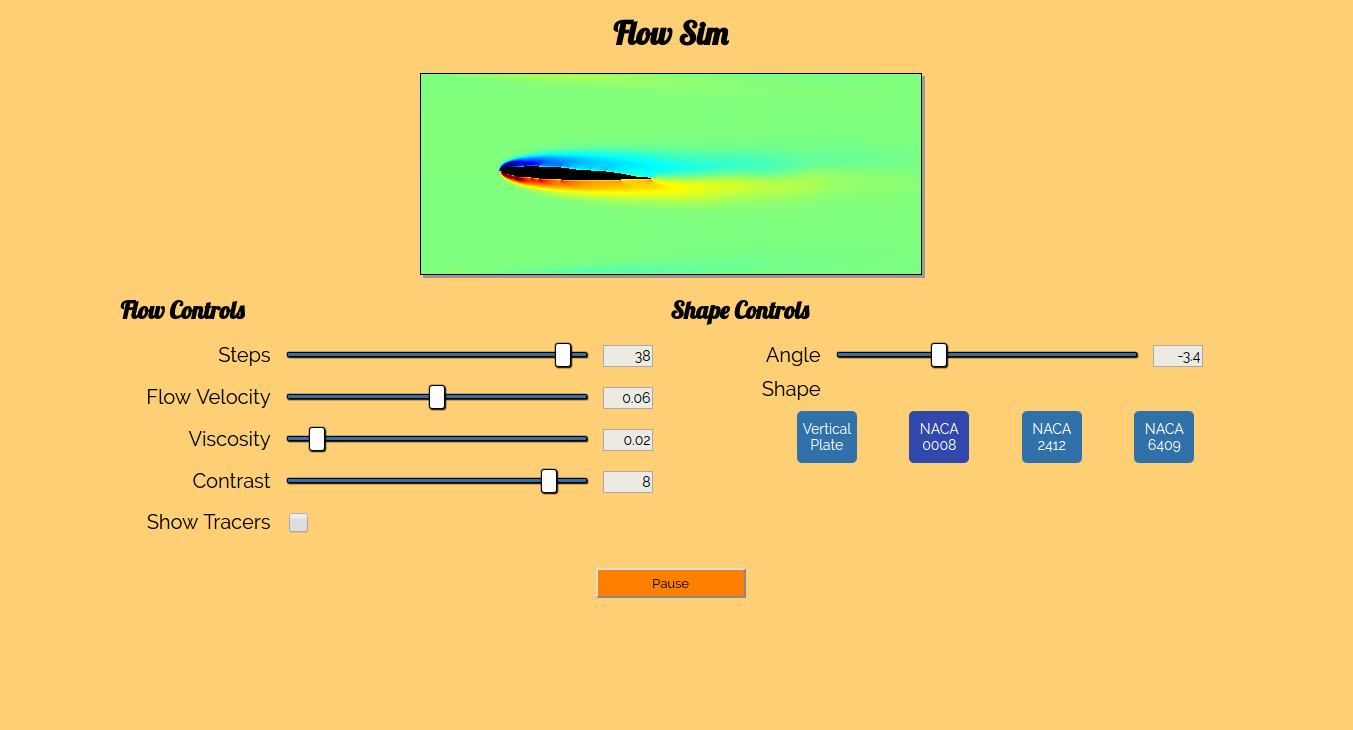 Flow Sim
Flow Controls
Shape Controls
Steps 38
Angle -3.4
Flow Velocity 0.06
Shape
Viscosity 0.02
Vertical
Plate
NACA
0008
NACA
2412
NACA
6409
Contrast 8
Show Tracers
Pause